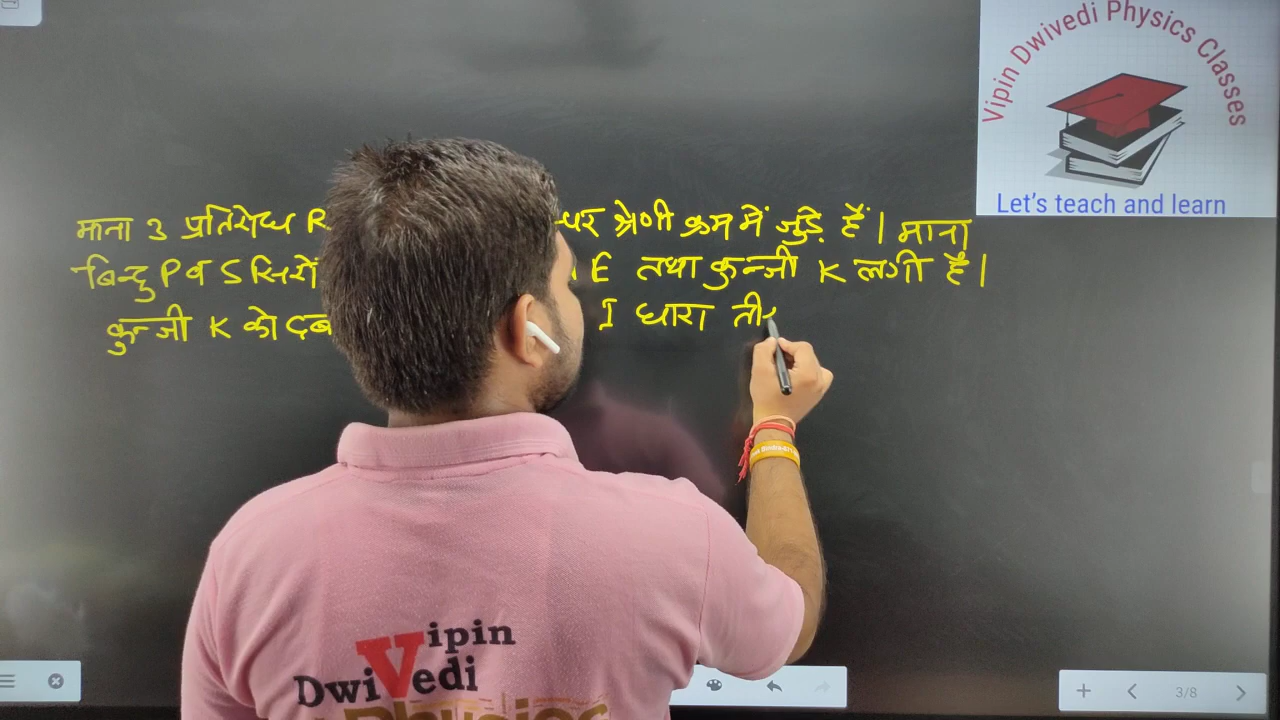 Vipin Dwivedi Physics Classes
Let's teach and learn
माना 3 प्रतिरोध R पर श्रेणी क्रम में जुड़े हैं। माना
बिन्दु P व S सिरों E तथा कुन्जी K लगी है।
कुन्जी K को दब I धारा ती
Vipin
DwiVedi
Physics
3/8